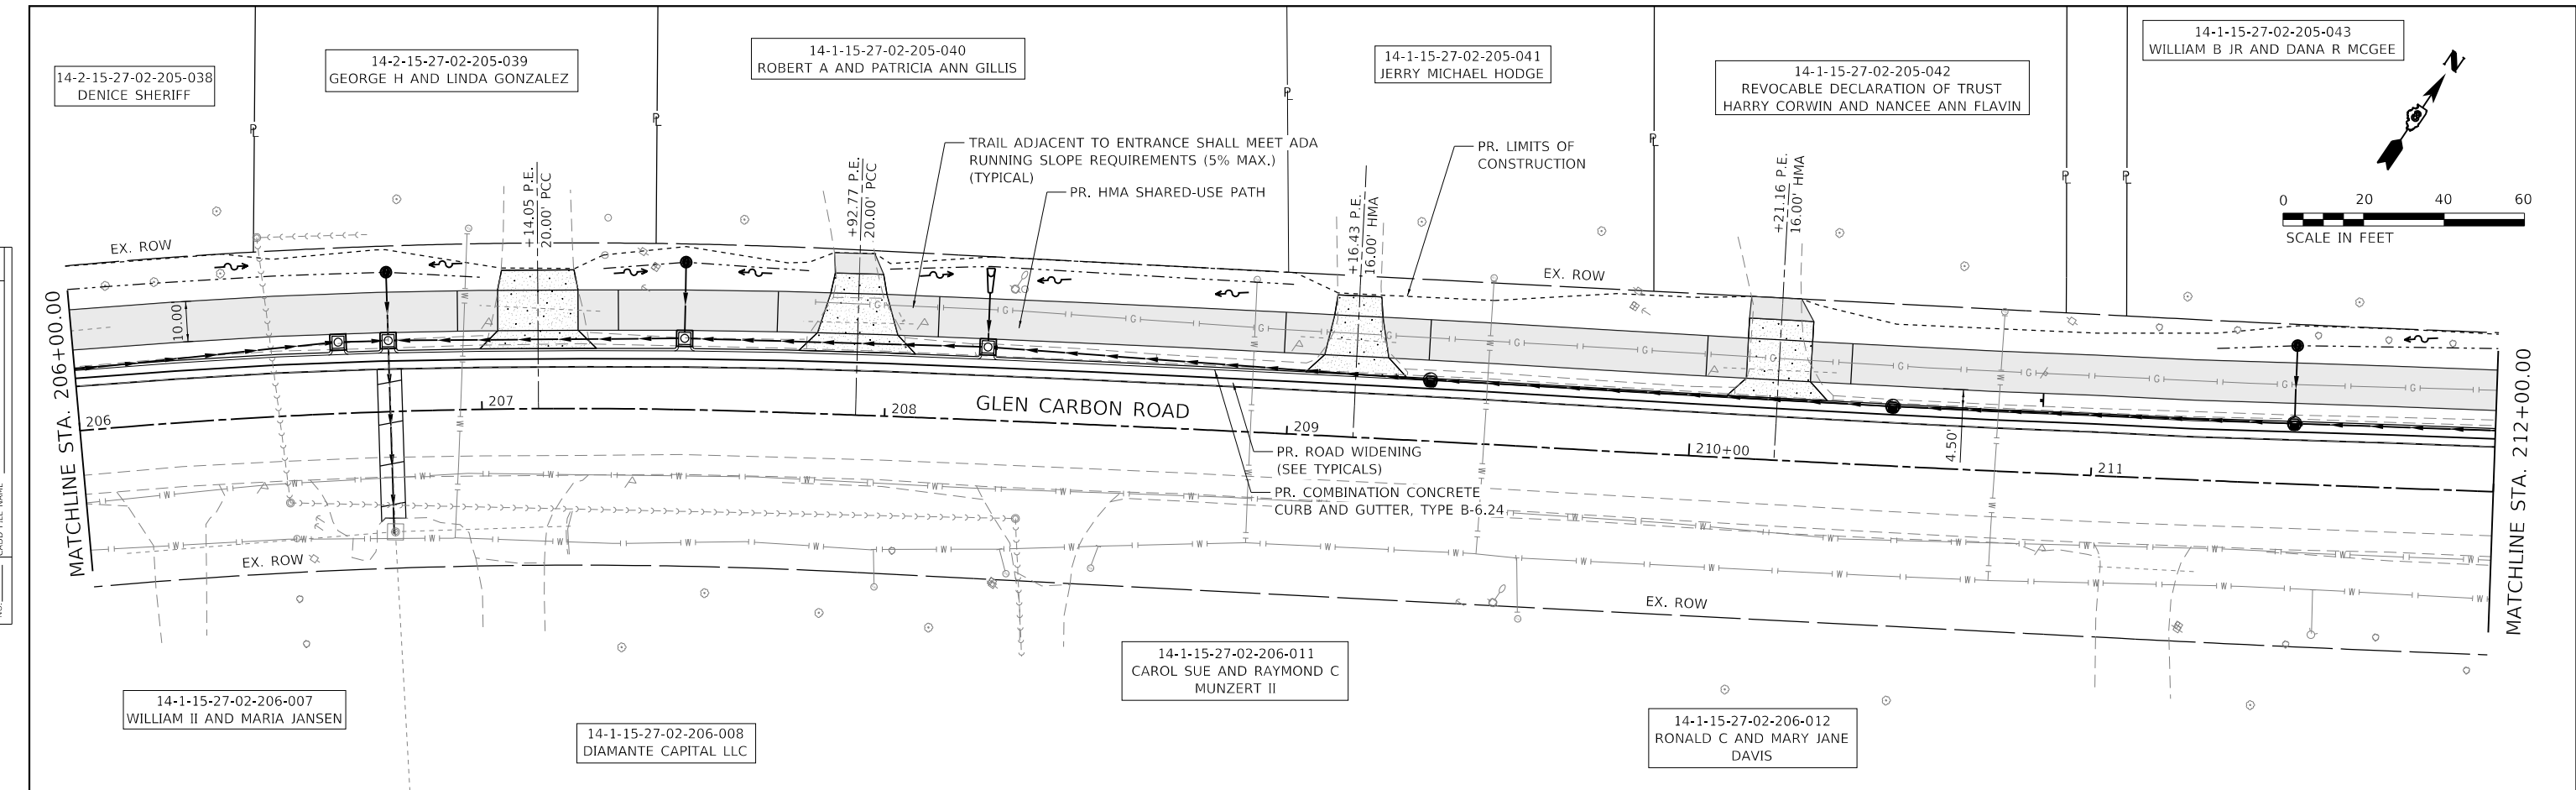 14-2-15-27-02-205-038
DENICE SHERIFF
14-2-15-27-02-205-039
GEORGE H AND LINDA GONZALEZ
14-1-15-27-02-205-040
ROBERT A AND PATRICIA ANN GILLIS
14-1-15-27-02-205-041
JERRY MICHAEL HODGE
14-1-15-27-02-205-042
REVOCABLE DECLARATION OF TRUST
HARRY CORWIN AND NANCEE ANN FLAVIN
14-1-15-27-02-205-043
WILLIAM B JR AND DANA R MCGEE
N
0 20 40 60
SCALE IN FEET
TRAIL ADJACENT TO ENTRANCE SHALL MEET ADA
RUNNING SLOPE REQUIREMENTS (5% MAX.)
(TYPICAL)
PR. HMA SHARED-USE PATH
PR. LIMITS OF
CONSTRUCTION
+14.05 P.E.
20.00' PCC
+92.77 P.E.
20.00' PCC
+16.43 P.E.
16.00' HMA
+21.16 P.E.
16.00' HMA
EX. ROW
EX. ROW
MATCHLINE STA. 206+00.00
10.00'
206
207
208
GLEN CARBON ROAD
209
210+00
211
4.50'
MATCHLINE STA. 212+00.00
PR. ROAD WIDENING
(SEE TYPICALS)
PR. COMBINATION CONCRETE
CURB AND GUTTER, TYPE B-6.24
EX. ROW
EX. ROW
14-1-15-27-02-206-007
WILLIAM II AND MARIA JANSEN
14-1-15-27-02-206-008
DIAMANTE CAPITAL LLC
14-1-15-27-02-206-011
CAROL SUE AND RAYMOND C
MUNZERT II
14-1-15-27-02-206-012
RONALD C AND MARY JANE
DAVIS